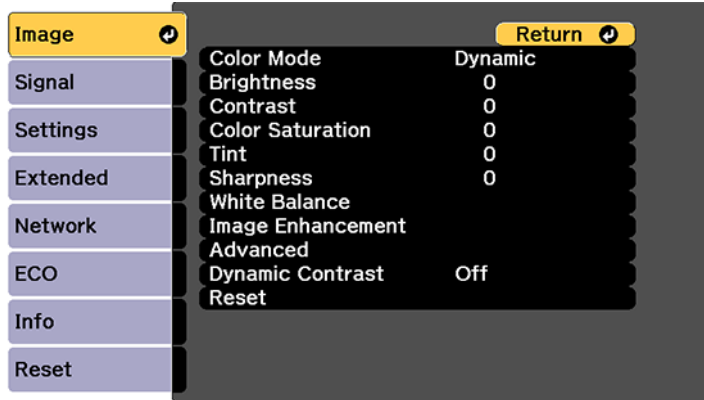 Image
Signal
Settings
Extended
Network
ECO
Info
Reset
Return
Color Mode Dynamic
Brightness 0
Contrast 0
Color Saturation 0
Tint 0
Sharpness 0
White Balance
Image Enhancement
Advanced
Dynamic Contrast Off
Reset